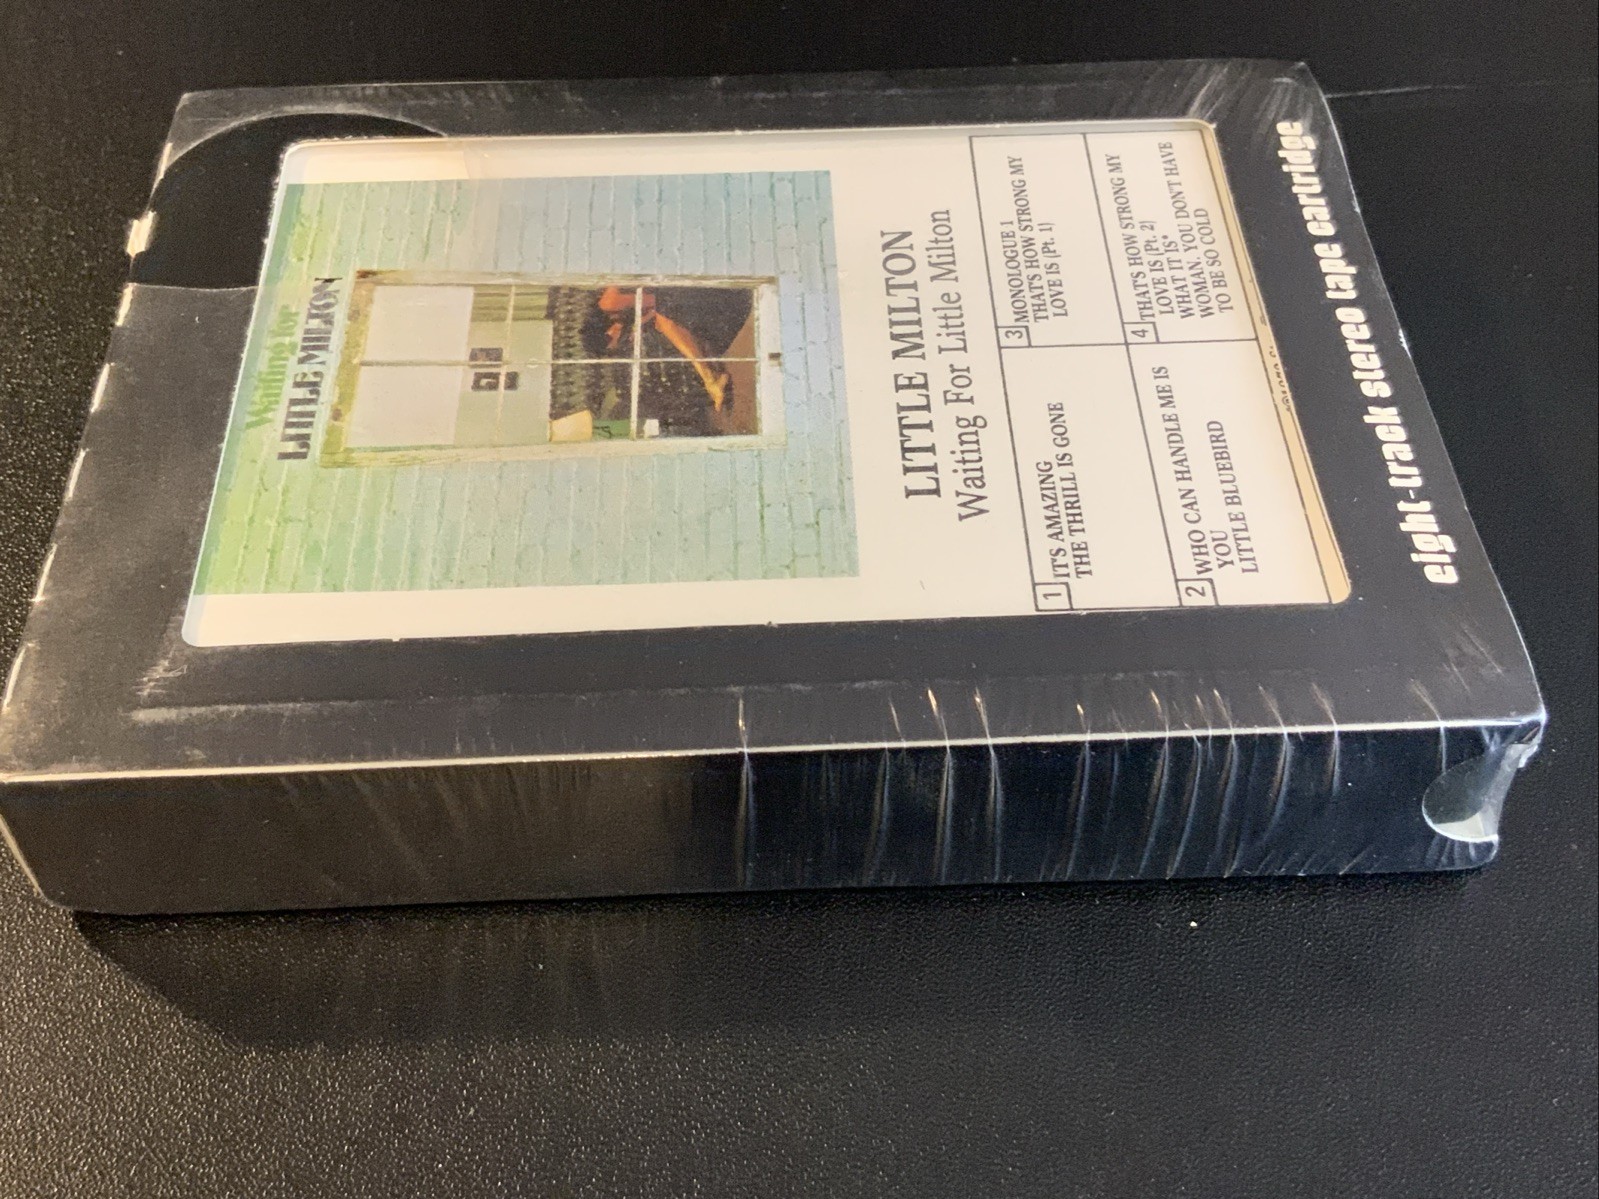 Waiting for
LITTLE MILTON
LITTLE MILTON
Waiting For Little Milton
1
IT'S AMAZING
THE THRILL IS GONE
2
WHO CAN HANDLE ME IS
YOU
LITTLE BLUEBIRD
3
MONOLOGUE 1
THAT'S HOW STRONG MY
LOVE IS (Pt. 1)
4
THAT'S HOW STRONG MY
LOVE IS (Pt. 2)
WHAT IT IS*
WOMAN, YOU DON'T HAVE
TO BE SO COLD
eight-track stereo tape cartridge